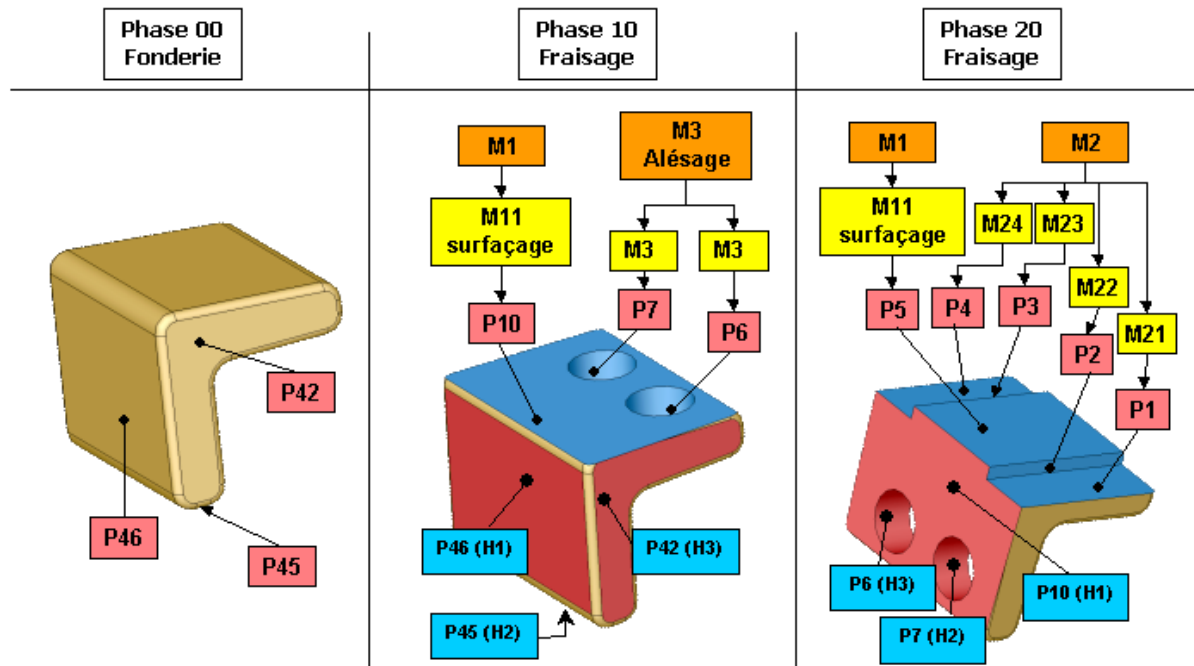 Phase 00
Fonderie
Phase 10
Fraisage
Phase 20
Fraisage
P42
P46
P45
M1
M3
Alésage
M11
surfaçage
M3
M3
P10
P7
P6
P46 (H1)
P42 (H3)
P45 (H2)
M1
M2
M11
surfaçage
M24
M23
M22
M21
P5
P4
P3
P2
P1
P6 (H3)
P10 (H1)
P7 (H2)